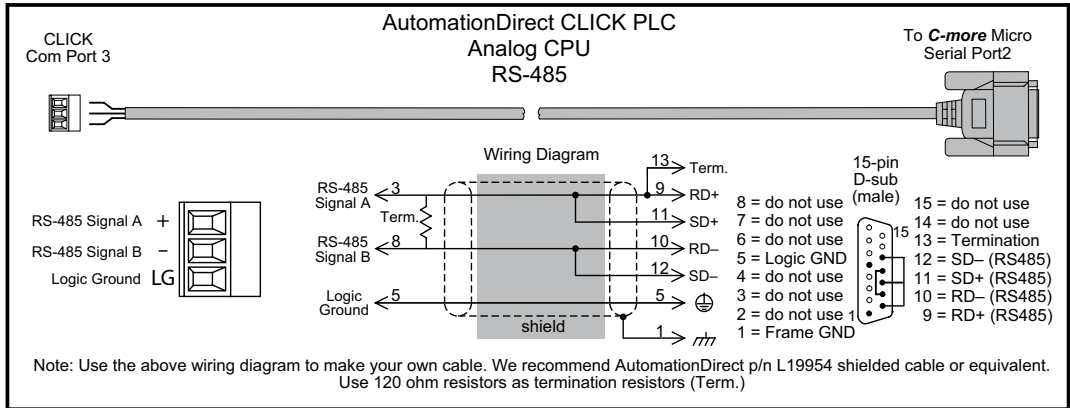 AutomationDirect CLICK PLC
Analog CPU
RS-485
CLICK
Com Port 3
To C-more Micro
Serial Port2
Wiring Diagram
RS-485 Signal A +
RS-485 Signal B –
Logic Ground LG
RS-485
Signal A
3
Term.
RS-485
Signal B
8
Logic
Ground
5
shield
13 Term.
9 RD+
11 SD+
10 RD–
12 SD–
5
1
8 = do not use
7 = do not use
6 = do not use
5 = Logic GND
4 = do not use
3 = do not use
2 = do not use
1 = Frame GND
15-pin
D-sub
(male)
15
1
15 = do not use
14 = do not use
13 = Termination
12 = SD– (RS485)
11 = SD+ (RS485)
10 = RD– (RS485)
9 = RD+ (RS485)
Note: Use the above wiring diagram to make your own cable. We recommend AutomationDirect p/n L19954 shielded cable or equivalent.
Use 120 ohm resistors as termination resistors (Term.)